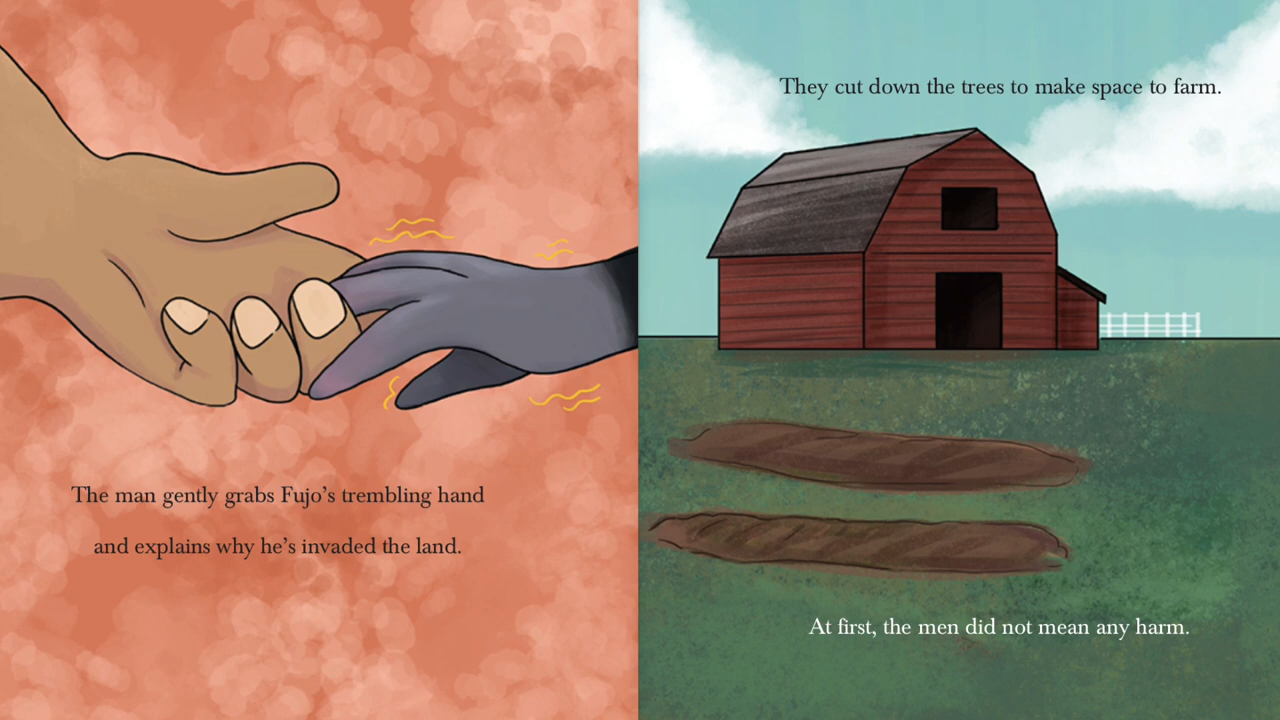 The man gently grabs Fujo’s trembling hand
and explains why he’s invaded the land.
They cut down the trees to make space to farm.
At first, the men did not mean any harm.